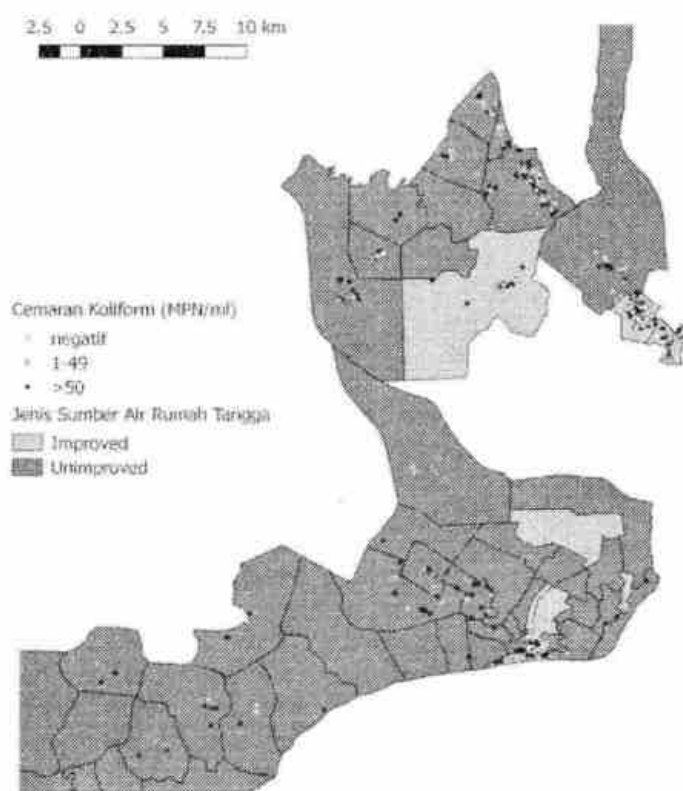 2.5 0 2.5 5 7.5 10 km
Cemaran Koliform (MPN/ml)
negatif
1-49
>50
Jenis Sumber Air Rumah Tangga
Improved
Unimproved